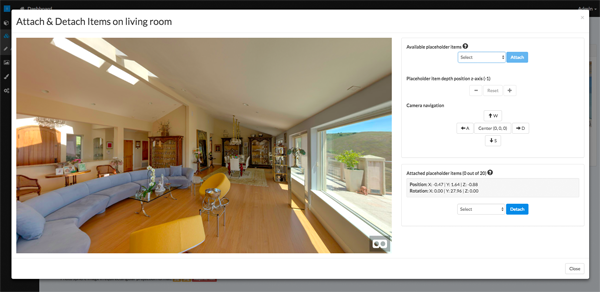 Dashboard
Admin
Attach & Detach Items on living room
×
Available placeholder items
Select
Attach
Placeholder item depth position z-axis (-1)
Reset
Camera navigation
W
A
Center (0, 0, 0)
D
S
Attached placeholder items (0 out of 20)
Position: X: -0.47 | Y: 1.64 | Z: -0.88
Rotation: X: 0.00 | Y: 27.96 | Z: 0.00
Select
Detach
Close